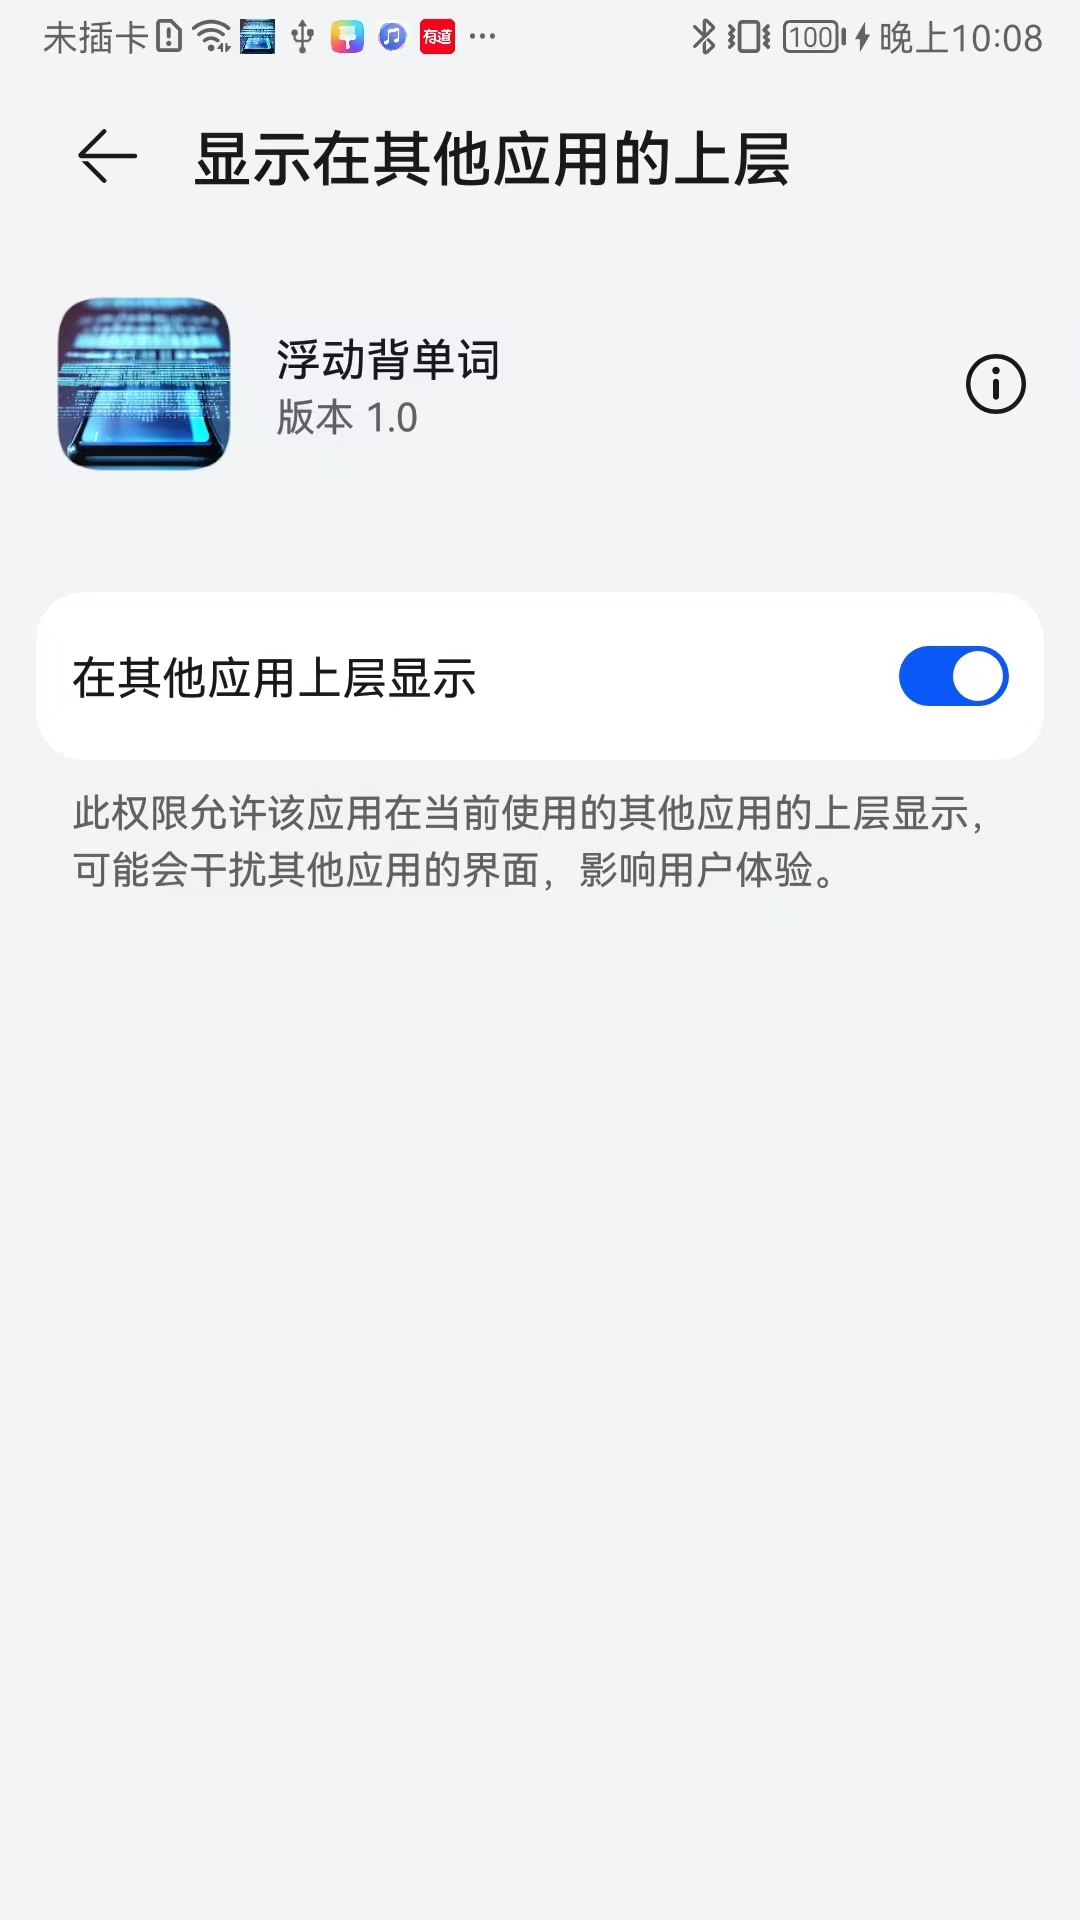 未插卡 有道 100 晚上10:08
显示在其他应用的上层
浮动背单词
版本 1.0
在其他应用上层显示
此权限允许该应用在当前使用的其他应用的上层显示，
可能会干扰其他应用的界面，影响用户体验。